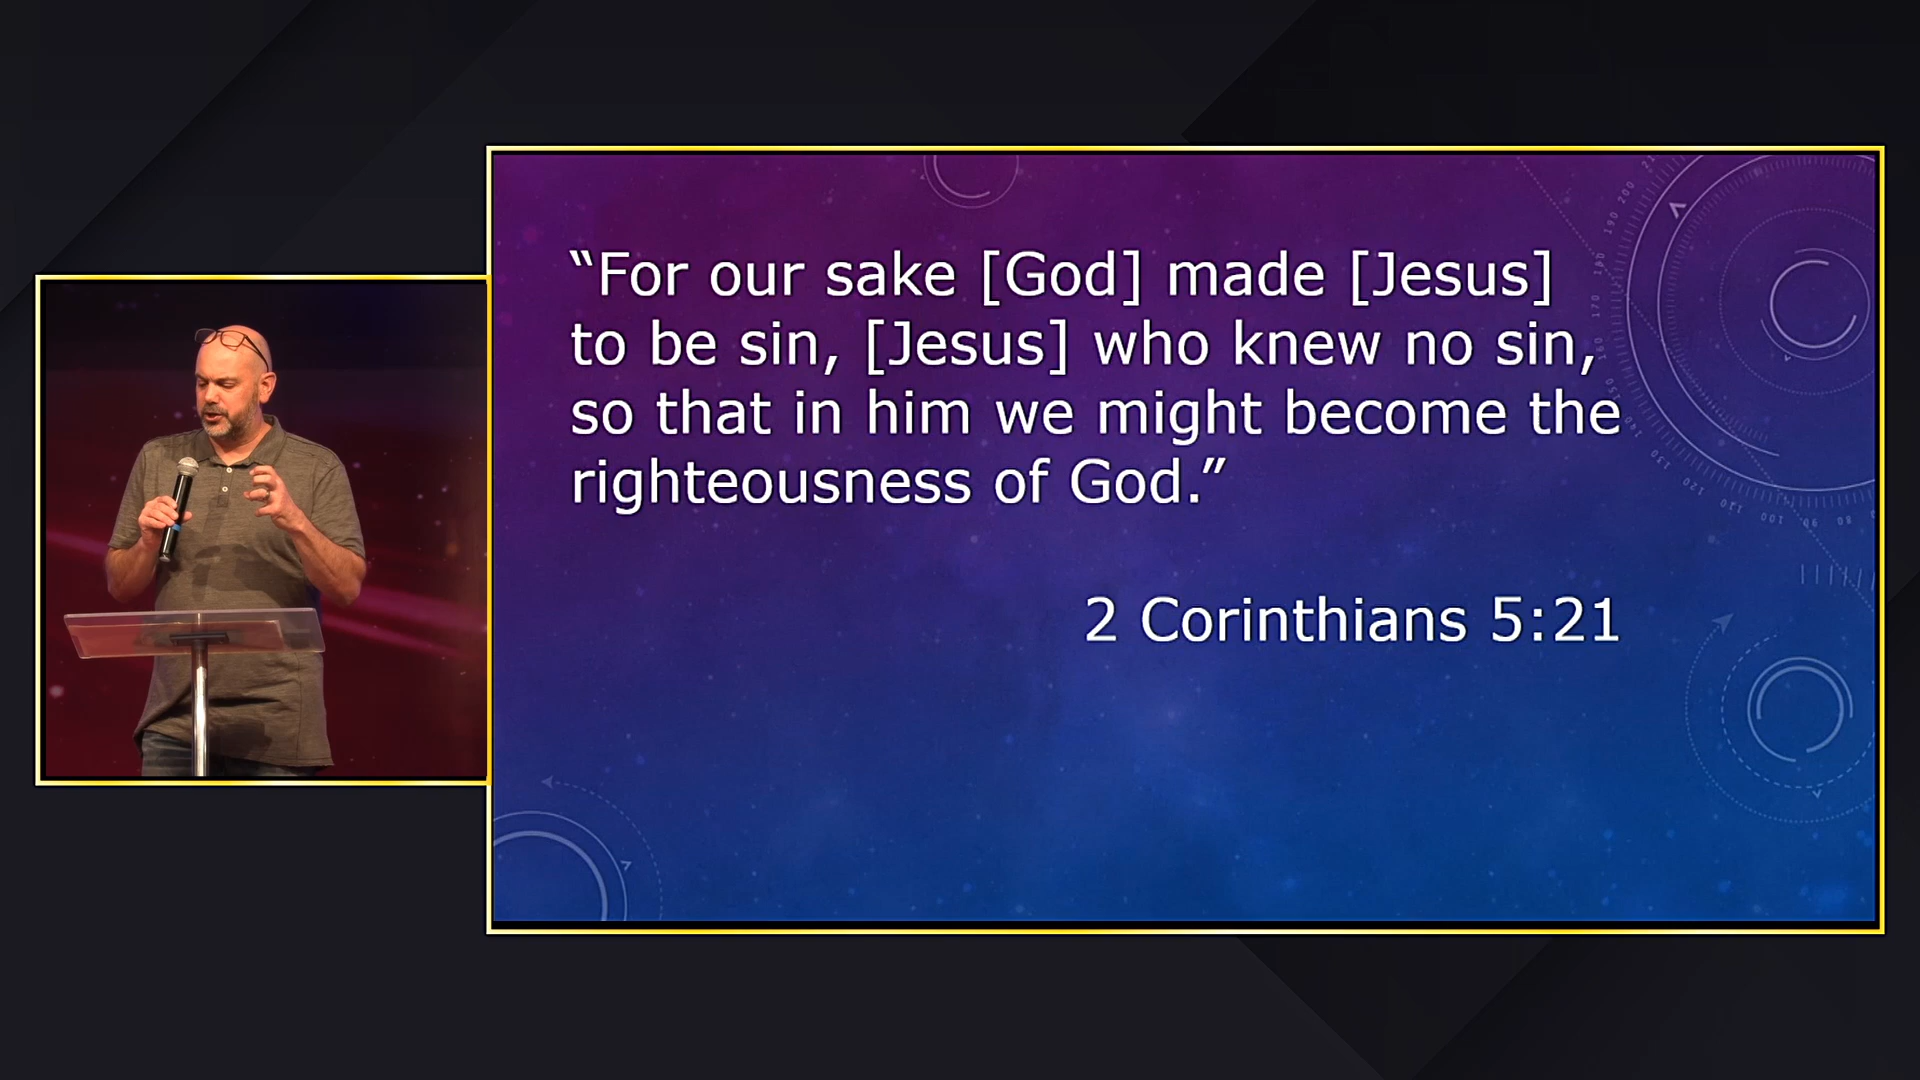 “For our sake [God] made [Jesus]
to be sin, [Jesus] who knew no sin,
so that in him we might become the
righteousness of God.”
2 Corinthians 5:21